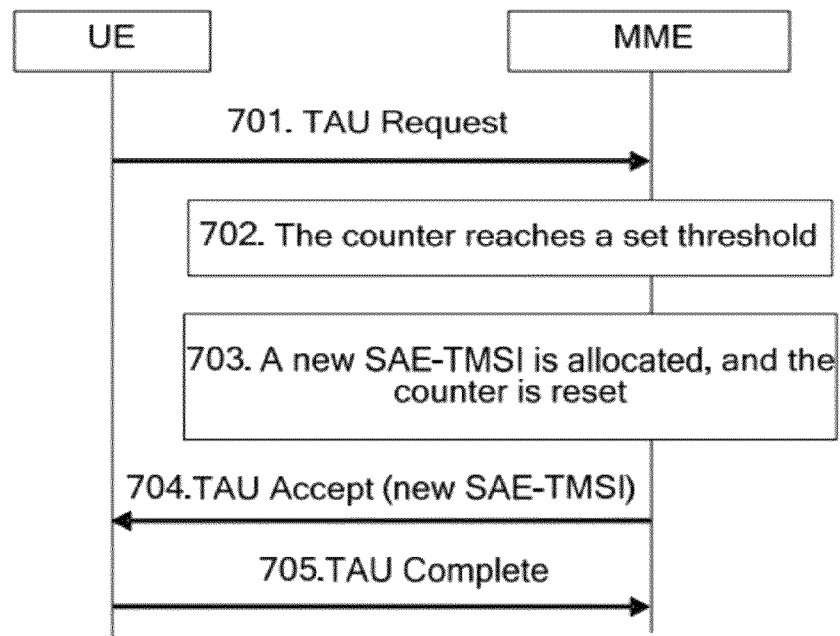 UE
MME
701. TAU Request
702. The counter reaches a set threshold
703. A new SAE-TMSI is allocated, and the
counter is reset
704.TAU Accept (new SAE-TMSI)
705.TAU Complete